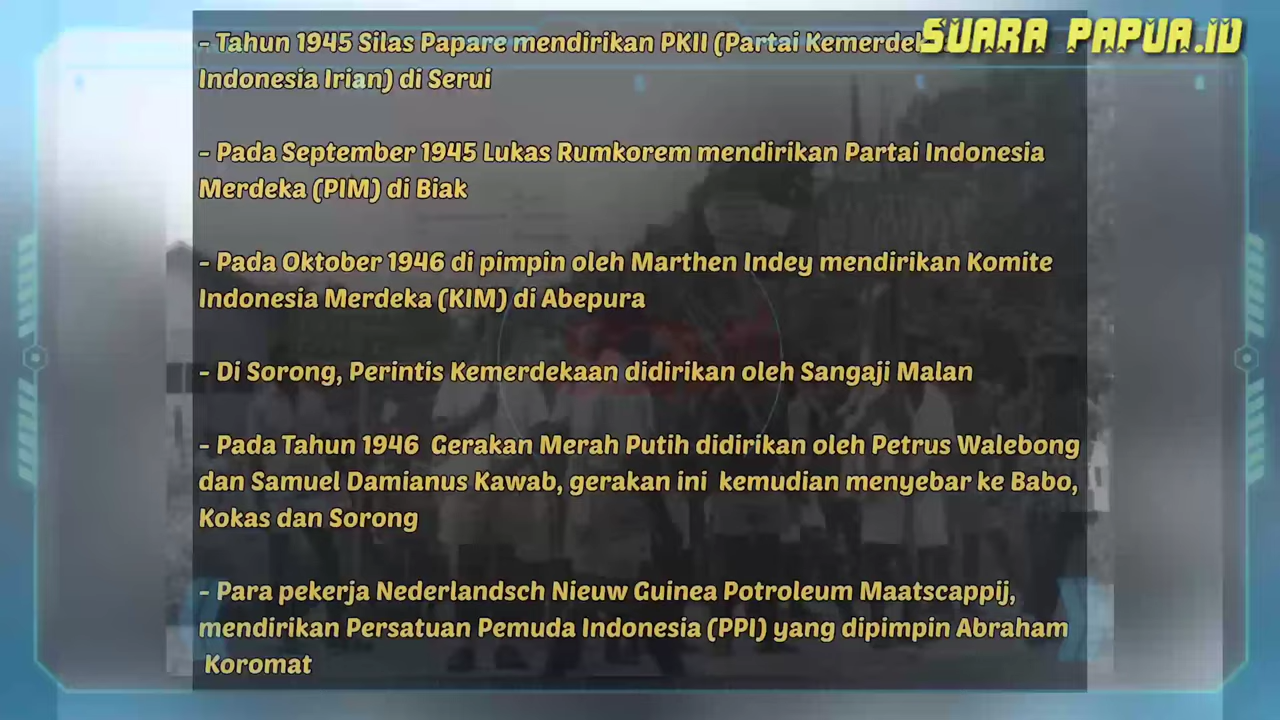 SUARA PAPUA.ID
- Tahun 1945 Silas Papare mendirikan PKII (Partai
Indonesia Irian) di Serui
- Pada September 1945 Lukas Rumkorem mendirikan Partai Indonesia
Merdeka (PIM) di Biak
- Pada Oktober 1946 di pimpin oleh Marthen Indey mendirikan Komite
Indonesia Merdeka (KIM) di Abepura
- Di Sorong, Perintis Kemerdekaan didirikan oleh Sangaji Malan
- Pada Tahun 1946 Gerakan Merah Putih didirikan oleh Petrus Walebong
dan Samuel Damianus Kawab, gerakan ini kemudian menyebar ke Babo,
Kokas dan Sorong
- Para pekerja Nederlandsch Nieuw Guinea Potroleum Maatscappij,
mendirikan Persatuan Pemuda Indonesia (PPI) yang dipimpin Abraham
Koromat